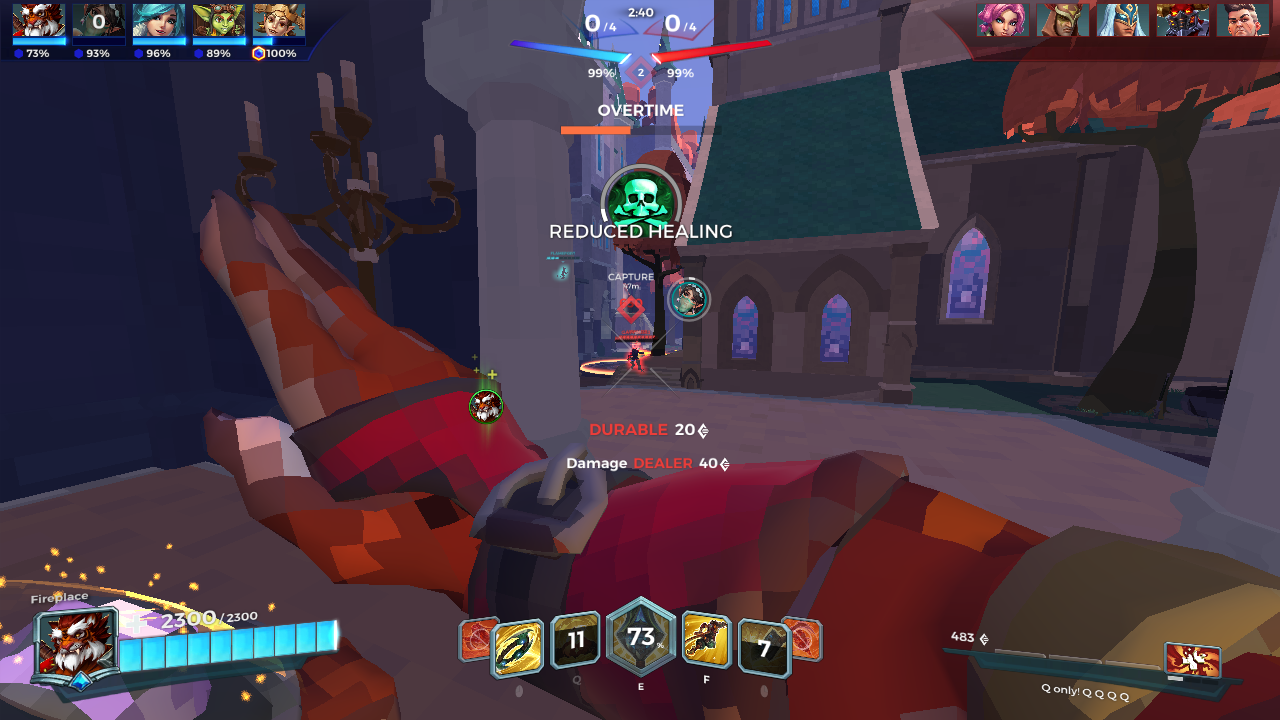 0
73%
93%
96%
89%
100%
0/4
2:40
0/4
99%
2
99%
OVERTIME
REDUCED HEALING
CAPTURE
47m.
DURABLE 20
Damage DEALER 40
Fireplace
2300/2300
11
73%
7
Q
E
F
483
Q only! Q Q Q Q